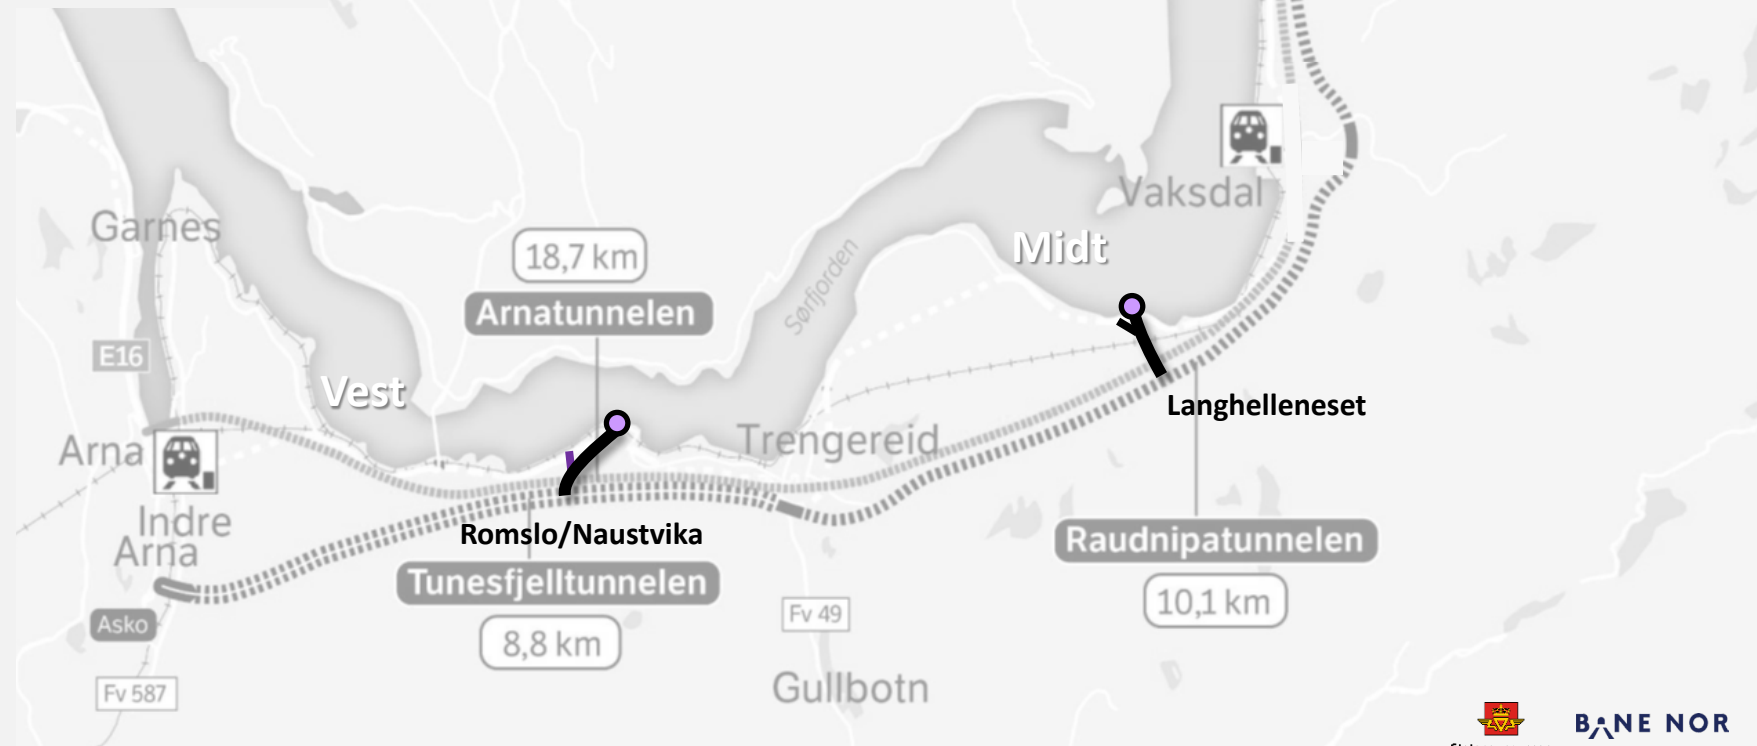 Vaksdal
Garnes
Midt
18,7 km
Sørfjorden
Arnatunnelen
E16
Vest
Langhelleneset
Arna
Trengereid
Indre
Arna
Romslo/Naustvika
Raudnipatunnelen
Tunesfjelltunnelen
10,1 km
Asko
Fv 49
8,8 km
Fv 587
Gullbotn
BANE NOR